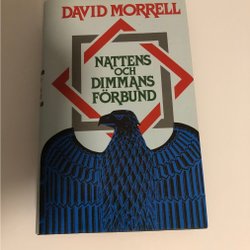 DAVID MORRELL
NATTENS
OCH
DIMMANS
FÖRBUND